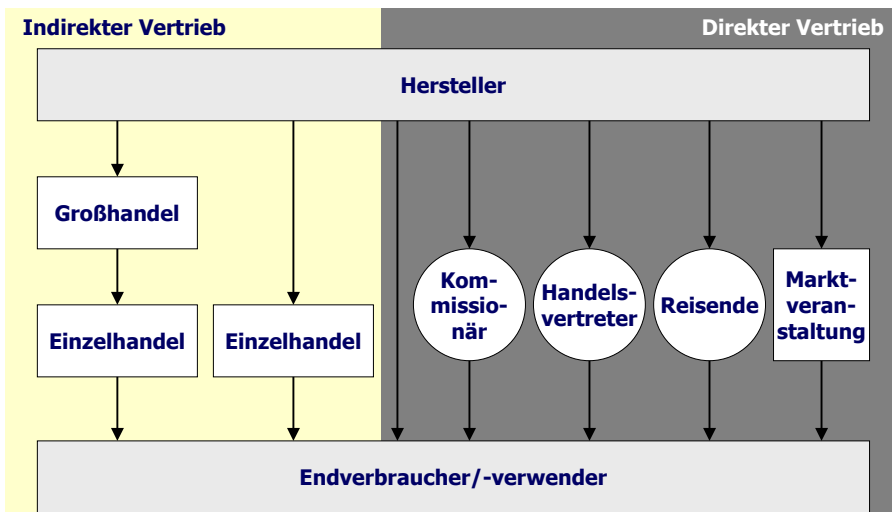 Indirekter Vertrieb
Direkter Vertrieb
Hersteller
Großhandel
Einzelhandel
Einzelhandel
Kom-
missio-
när
Handels-
vertreter
Reisende
Markt-
veran-
staltung
Endverbraucher/-verwender